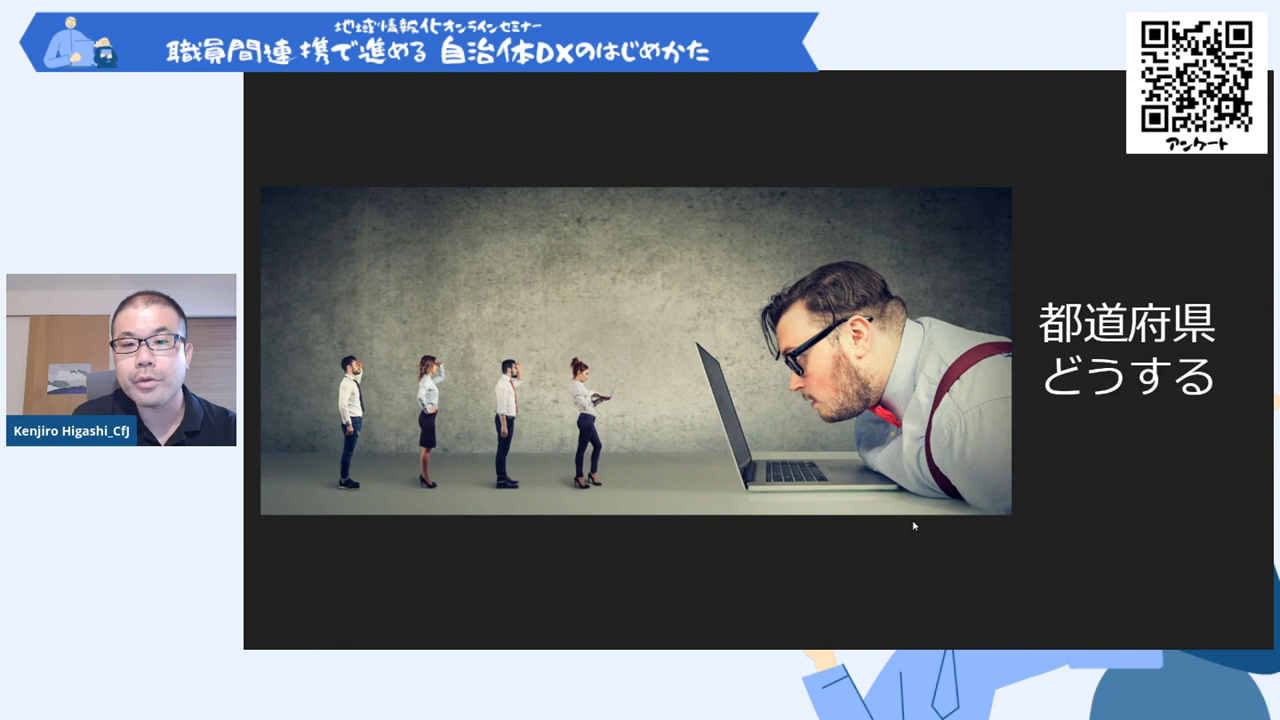 地域情報化オンラインセミナー
職員間連携で進める 自治体DXのはじめかた
アンケート
都道府県
どうする
Kenjiro Higashi_CfJ